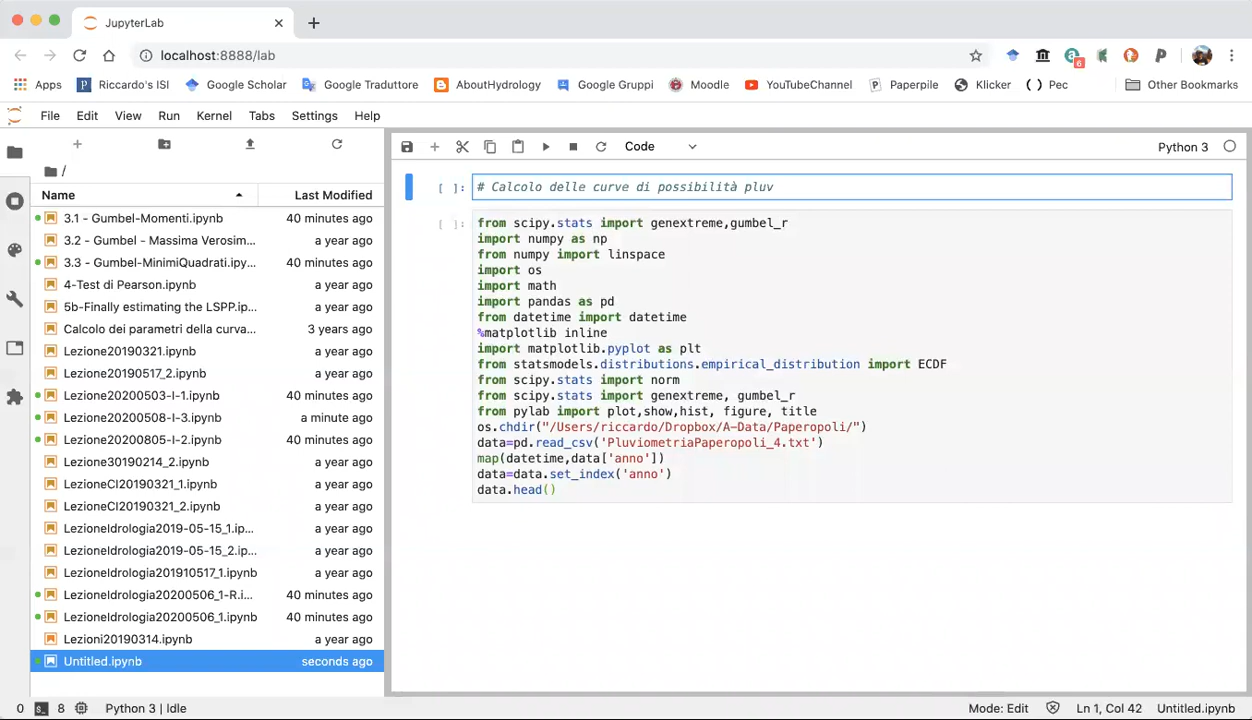 JupyterLab
localhost:8888/lab
6
Apps Riccardo's ISI Google Scholar Google Traduttore AboutHydrology Google Gruppi Moodle YouTubeChannel Paperpile Klicker Pec Other Bookmarks
File Edit View Run Kernel Tabs Settings Help
Code Python 3
/
Name Last Modified
3.1 - Gumbel-Momenti.ipynb 40 minutes ago
3.2 - Gumbel - Massima Verosim... a year ago
3.3 - Gumbel-MinimiQuadrati.ipy... 40 minutes ago
4-Test di Pearson.ipynb a year ago
5b-Finally estimating the LSPP.ip... a year ago
Calcolo dei parametri della curva... 3 years ago
Lezione20190321.ipynb a year ago
Lezione20190517_2.ipynb a year ago
Lezione20200503-I-1.ipynb 40 minutes ago
Lezione20200508-I-3.ipynb a minute ago
Lezione20200805-I-2.ipynb 40 minutes ago
Lezione30190214_2.ipynb a year ago
LezioneCI20190321_1.ipynb a year ago
LezioneCI20190321_2.ipynb a year ago
LezioneIdrologia2019-05-15_1.ip... a year ago
LezioneIdrologia2019-05-15_2.ip... a year ago
LezioneIdrologia201910517_1.ipynb a year ago
LezioneIdrologia20200506_1-R.i... 40 minutes ago
LezioneIdrologia20200506_1.ipynb 40 minutes ago
Lezioni20190314.ipynb a year ago
Untitled.ipynb seconds ago
[ ]: # Calcolo delle curve di possibilità pluv
[ ]: from scipy.stats import genextreme,gumbel_r
import numpy as np
from numpy import linspace
import os
import math
import pandas as pd
from datetime import datetime
%matplotlib inline
import matplotlib.pyplot as plt
from statsmodels.distributions.empirical_distribution import ECDF
from scipy.stats import norm
from scipy.stats import genextreme, gumbel_r
from pylab import plot,show,hist, figure, title
os.chdir("/Users/riccardo/Dropbox/A-Data/Paperopoli/")
data=pd.read_csv('PluviometriaPaperopoli_4.txt')
map(datetime,data['anno'])
data=data.set_index('anno')
data.head()
0 8 Python 3 | Idle Mode: Edit Ln 1, Col 42 Untitled.ipynb